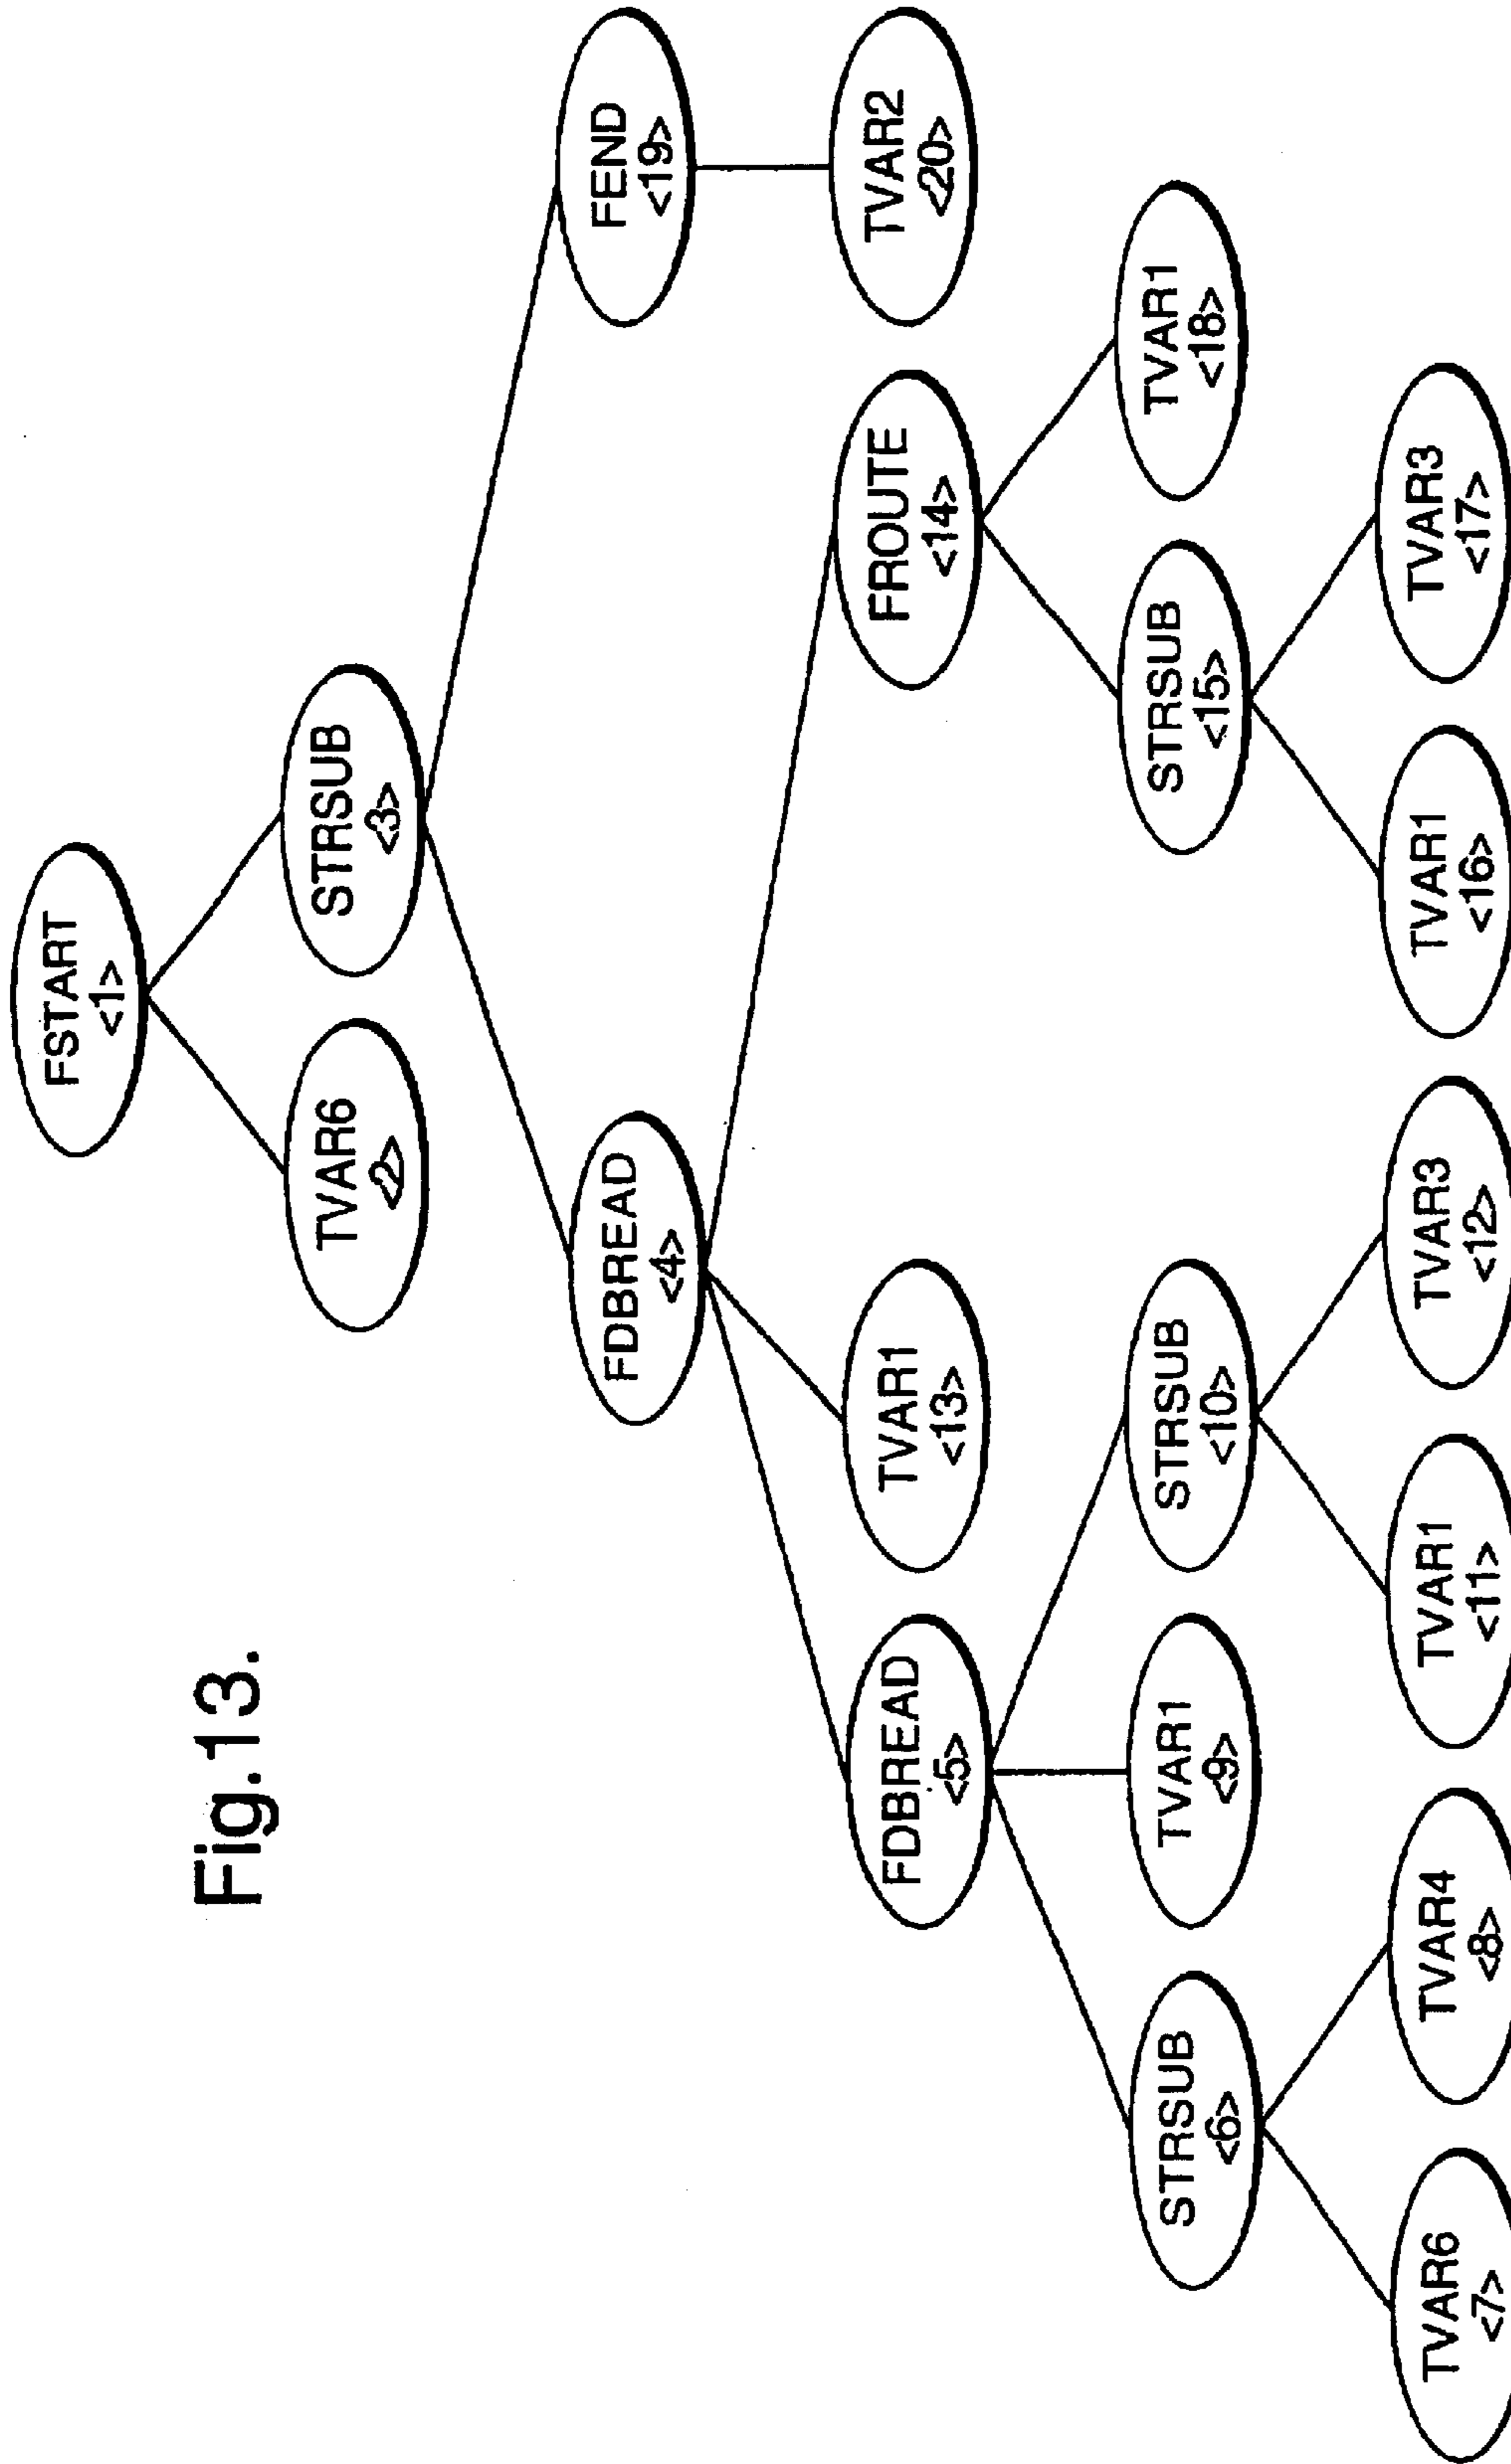 Fig.13.
FSTART
<1>
TVAR6
<2>
STRSUB
<3>
FDBREAD
<4>
FEND
<19>
FDBREAD
<5>
TVAR1
<13>
FROUTE
<14>
TVAR2
<20>
STRSUB
<6>
TVAR1
<9>
STRSUB
<10>
STRSUB
<15>
TVAR1
<18>
TVAR6
<7>
TVAR4
<8>
TVAR1
<11>
TVAR3
<12>
TVAR1
<16>
TVAR3
<17>